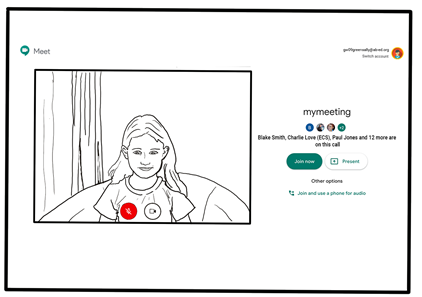 Meet
Switch account
mymeeting
Blake Smith, Charlie Love (ECS), Paul Jones and 12 more are
on this call
Join now
Present
Other options
Join and use a phone for audio